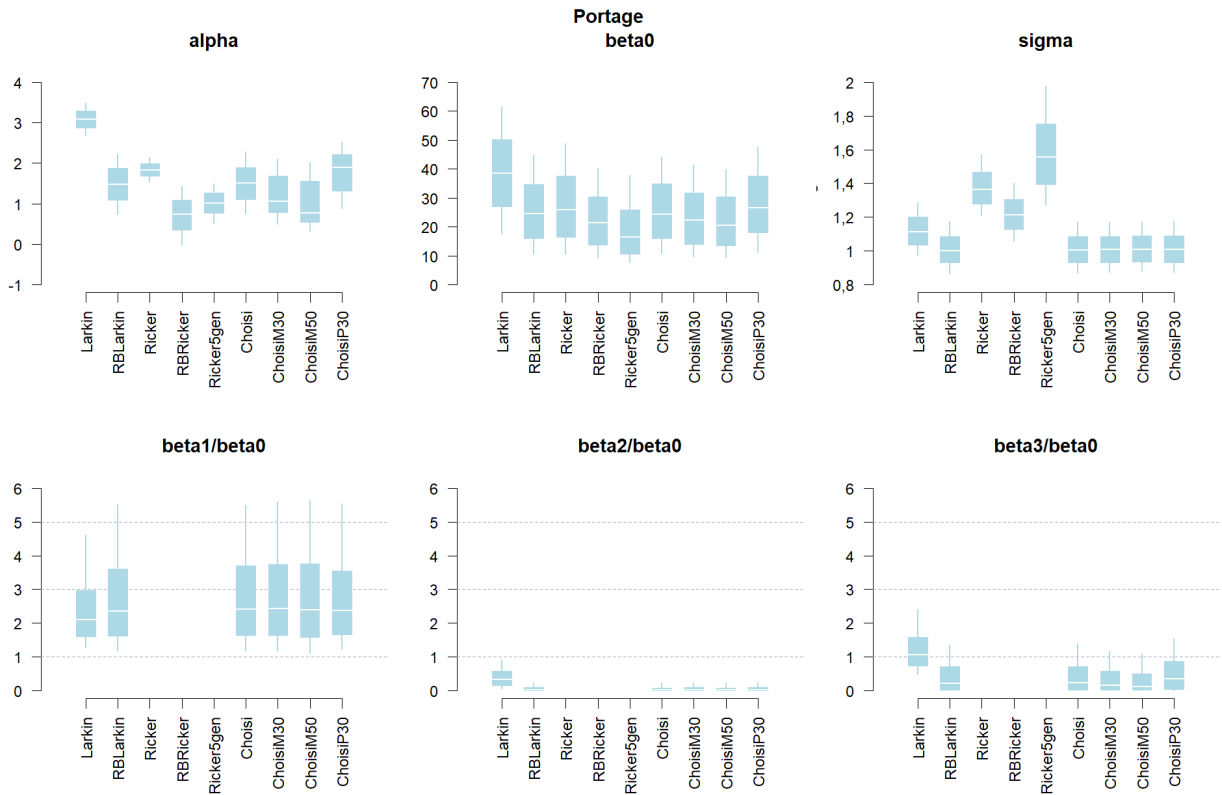 Portage
alpha
beta0
sigma
4
3
2
1
0
-1
Larkin
RBLarkin
Ricker
RBRicker
Ricker5gen
Choisi
ChoisiM30
ChoisiM50
ChoisiP30
70
60
50
40
30
20
10
0
Larkin
RBLarkin
Ricker
RBRicker
Ricker5gen
Choisi
ChoisiM30
ChoisiM50
ChoisiP30
2
1,8
1,6
1,4
1,2
1
0,8
Larkin
RBLarkin
Ricker
RBRicker
Ricker5gen
Choisi
ChoisiM30
ChoisiM50
ChoisiP30
beta1/beta0
beta2/beta0
beta3/beta0
6
5
4
3
2
1
0
Larkin
RBLarkin
Ricker
RBRicker
Ricker5gen
Choisi
ChoisiM30
ChoisiM50
ChoisiP30
6
5
4
3
2
1
0
Larkin
RBLarkin
Ricker
RBRicker
Ricker5gen
Choisi
ChoisiM30
ChoisiM50
ChoisiP30
6
5
4
3
2
1
0
Larkin
RBLarkin
Ricker
RBRicker
Ricker5gen
Choisi
ChoisiM30
ChoisiM50
ChoisiP30